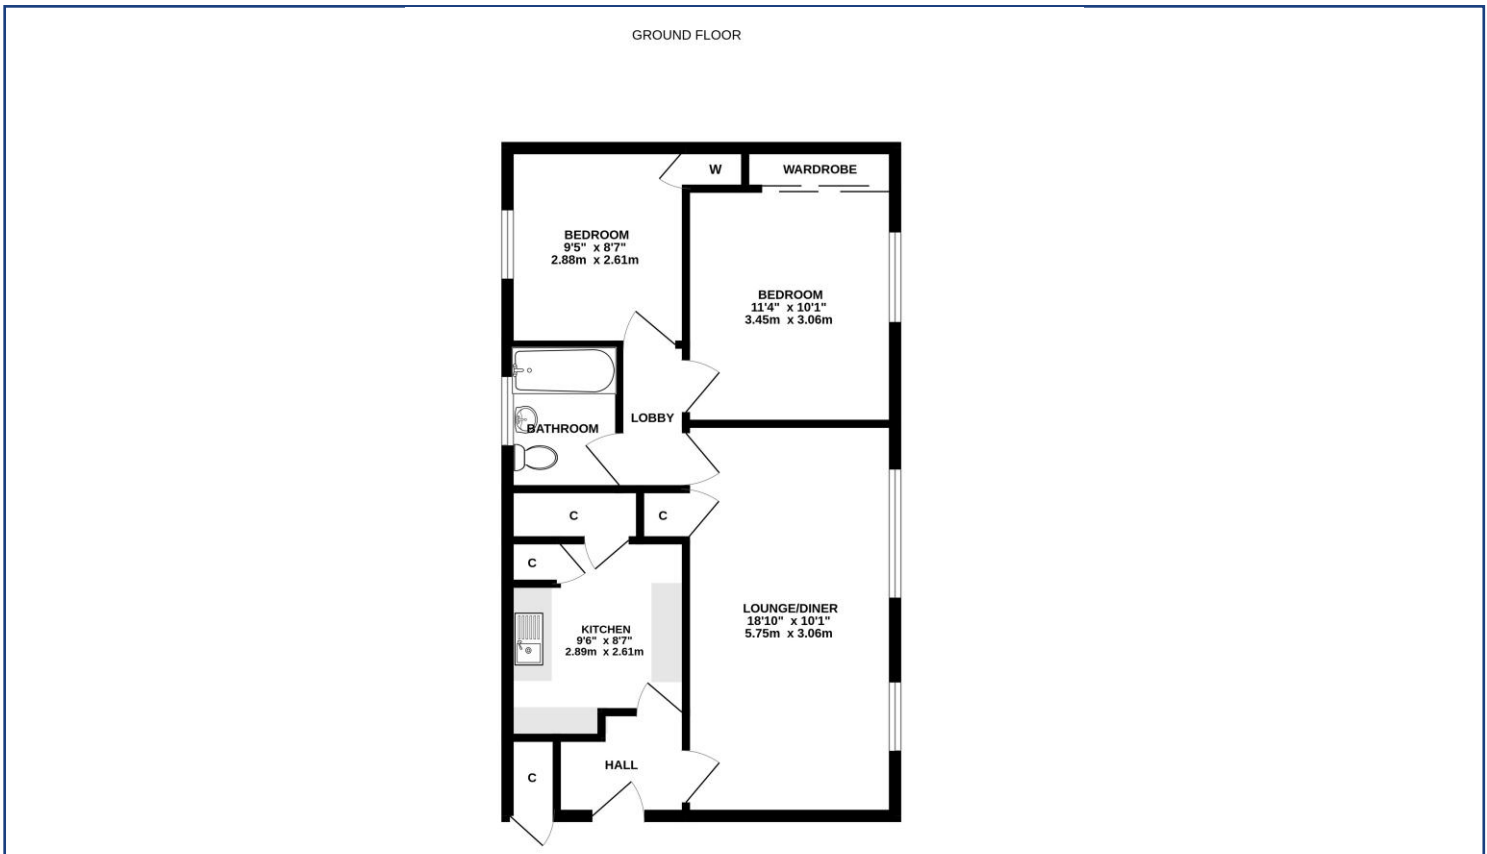 GROUND FLOOR
W
WARDROBE
BEDROOM
9'5" x 8'7"
2.88m x 2.61m
BEDROOM
11'4" x 10'1"
3.45m x 3.06m
LOBBY
BATHROOM
C
C
C
LOUNGE/DINER
18'10" x 10'1"
5.75m x 3.06m
KITCHEN
9'6" x 8'7"
2.89m x 2.61m
HALL
C